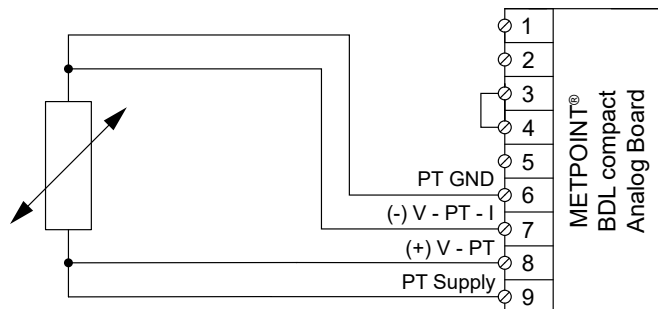 1
2
3
4
5
PT GND 6
(-) V - PT - I 7
(+) V - PT 8
PT Supply 9
METPOINT®
BDL compact
Analog Board